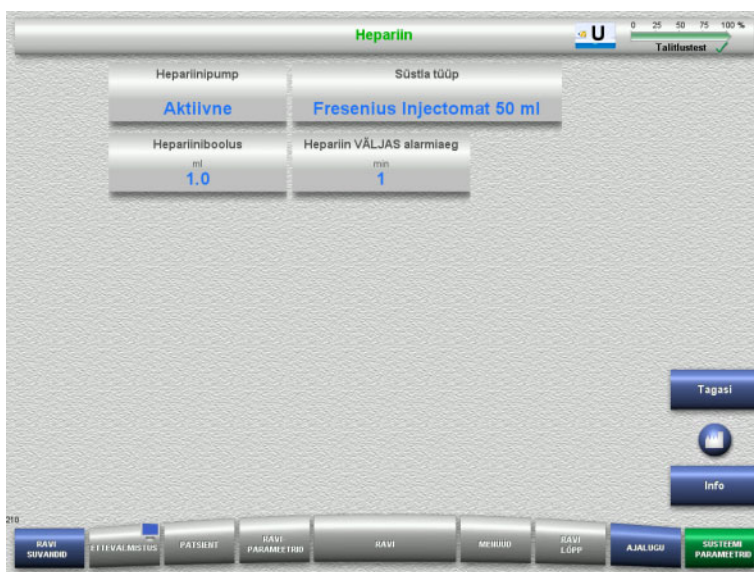 Hepariin
U
0 25 50 75 100 %
Talitlustest
Hepariinipump
Süstla tüüp
Aktiivne
Fresenius Injectomat 50 ml
Hepariiniboolus
Hepariin VÄLJAS alarmiaeg
ml
min
1.0
1
Tagasi
Info
210
RAVI
SUVANDID
ETTEVALMISTUS
PATSIENT
RAVI
PARAMEETRID
RAVI
MENUUD
RAVI
LÕPP
AJALUGU
SÜSTEEMI
PARAMEETRID